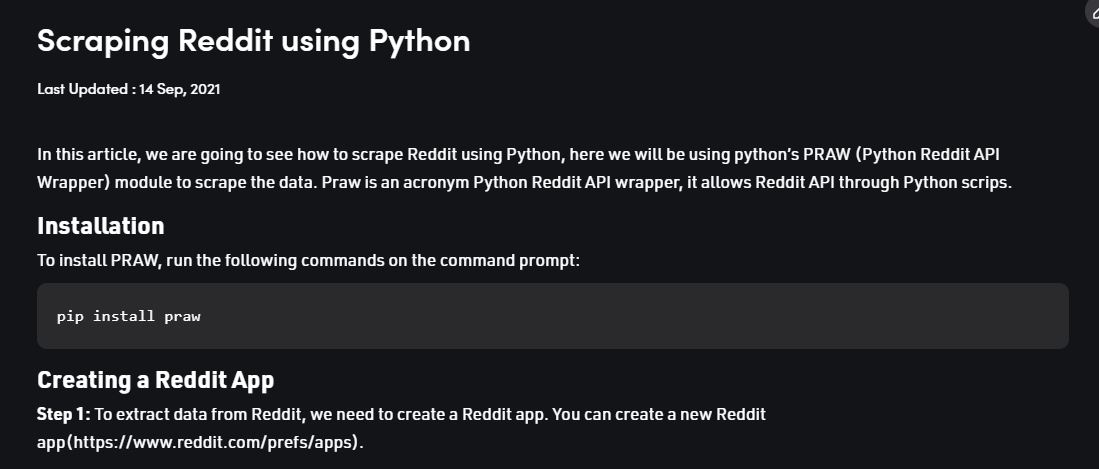 Scraping Reddit using Python
Last Updated : 14 Sep, 2021
In this article, we are going to see how to scrape Reddit using Python, here we will be using python’s PRAW (Python Reddit API
Wrapper) module to scrape the data. Praw is an acronym Python Reddit API wrapper, it allows Reddit API through Python scrips.
Installation
To install PRAW, run the following commands on the command prompt:
pip install praw
Creating a Reddit App
Step 1: To extract data from Reddit, we need to create a Reddit app. You can create a new Reddit
app(https://www.reddit.com/prefs/apps).